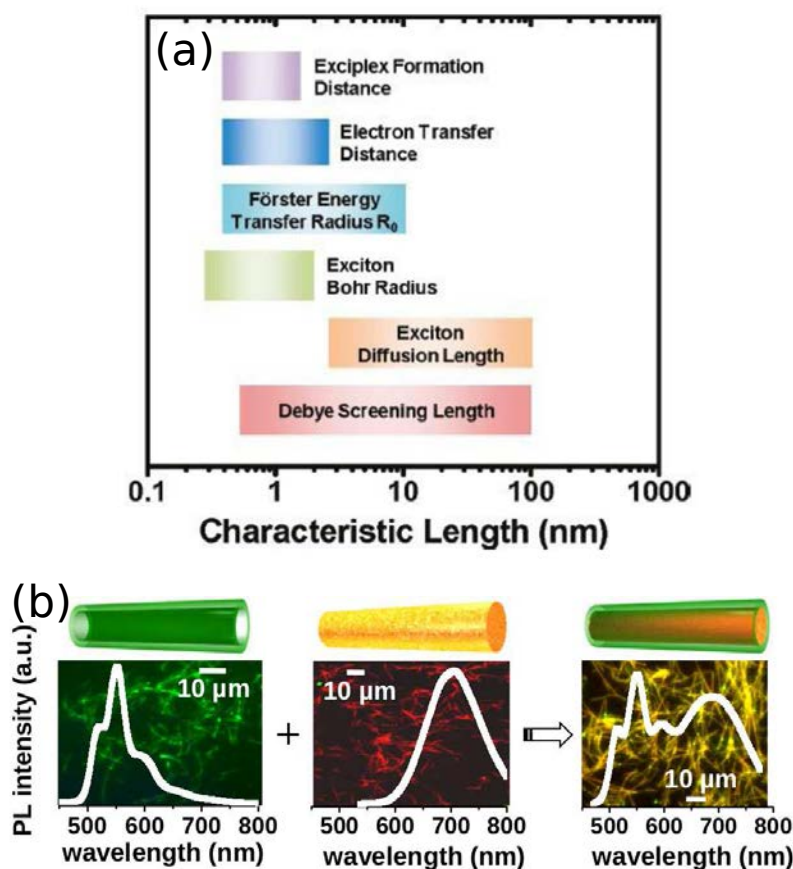 (a)
Exciplex Formation
Distance
Electron Transfer
Distance
Förster Energy
Transfer Radius R₀
Exciton
Bohr Radius
Exciton
Diffusion Length
Debye Screening Length
0.1 1 10 100 1000
Characteristic Length (nm)
(b)
PL intensity (a.u.)
10 µm
+
10 µm
10 µm
500 600 700 800
500 600 700 800
500 600 700 800
wavelength (nm)
wavelength (nm)
wavelength (nm)